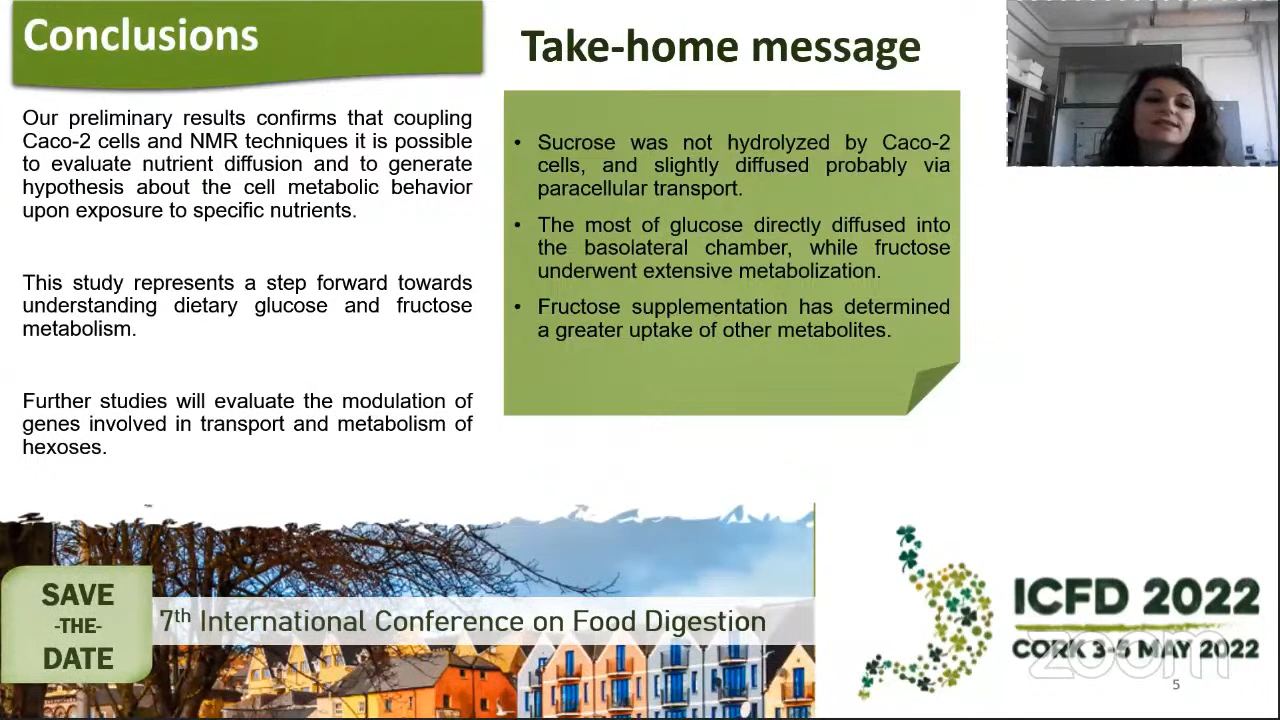 Conclusions
Our preliminary results confirms that coupling
Caco-2 cells and NMR techniques it is possible
to evaluate nutrient diffusion and to generate
hypothesis about the cell metabolic behavior
upon exposure to specific nutrients.
This study represents a step forward towards
understanding dietary glucose and fructose
metabolism.
Further studies will evaluate the modulation of
genes involved in transport and metabolism of
hexoses.
Take-home message
• Sucrose was not hydrolyzed by Caco-2
cells, and slightly diffused probably via
paracellular transport.
• The most of glucose directly diffused into
the basolateral chamber, while fructose
underwent extensive metabolization.
• Fructose supplementation has determined
a greater uptake of other metabolites.
SAVE
-THE-
DATE
7th International Conference on Food Digestion
ICFD 2022
CORK 3-5 MAY 2022
zoom
5